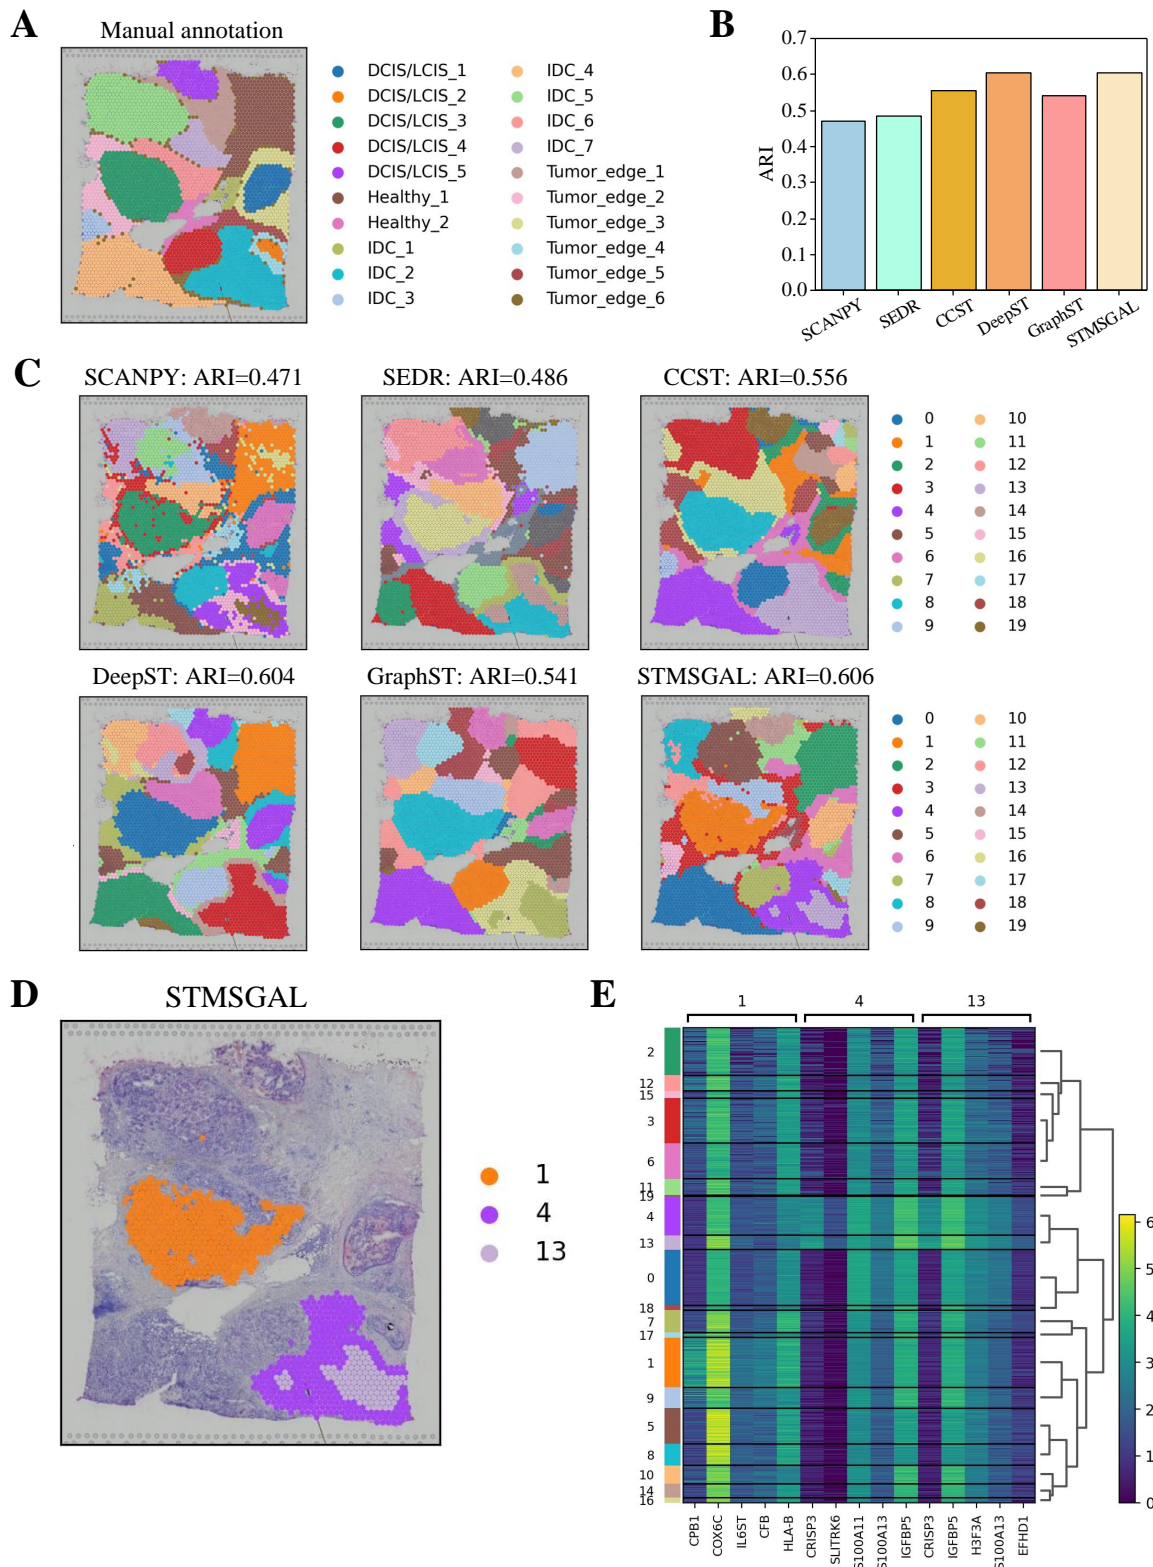 A
Manual annotation
DCIS/LCIS_1
DCIS/LCIS_2
DCIS/LCIS_3
DCIS/LCIS_4
DCIS/LCIS_5
Healthy_1
Healthy_2
IDC_1
IDC_2
IDC_3
IDC_4
IDC_5
IDC_6
IDC_7
Tumor_edge_1
Tumor_edge_2
Tumor_edge_3
Tumor_edge_4
Tumor_edge_5
Tumor_edge_6
B
ARI
0.7
0.6
0.5
0.4
0.3
0.2
0.1
0.0
SCANPY
SEDR
CCST
DeepST
GraphST
STMSGAL
C
SCANPY: ARI=0.471
SEDR: ARI=0.486
CCST: ARI=0.556
0
1
2
3
4
5
6
7
8
9
10
11
12
13
14
15
16
17
18
19
DeepST: ARI=0.604
GraphST: ARI=0.541
STMSGAL: ARI=0.606
0
1
2
3
4
5
6
7
8
9
10
11
12
13
14
15
16
17
18
19
D
STMSGAL
1
4
13
E
1
4
13
2
12
15
3
6
11
19
4
13
0
18
7
17
1
9
5
8
10
14
16
CPB1
COX6C
IL6ST
CFB
HLA-B
CRISP3
SLITRK6
S100A11
S100A13
IGFBP5
CRISP3
IGFBP5
H3F3A
S100A13
EFHD1
6
5
4
3
2
1
0